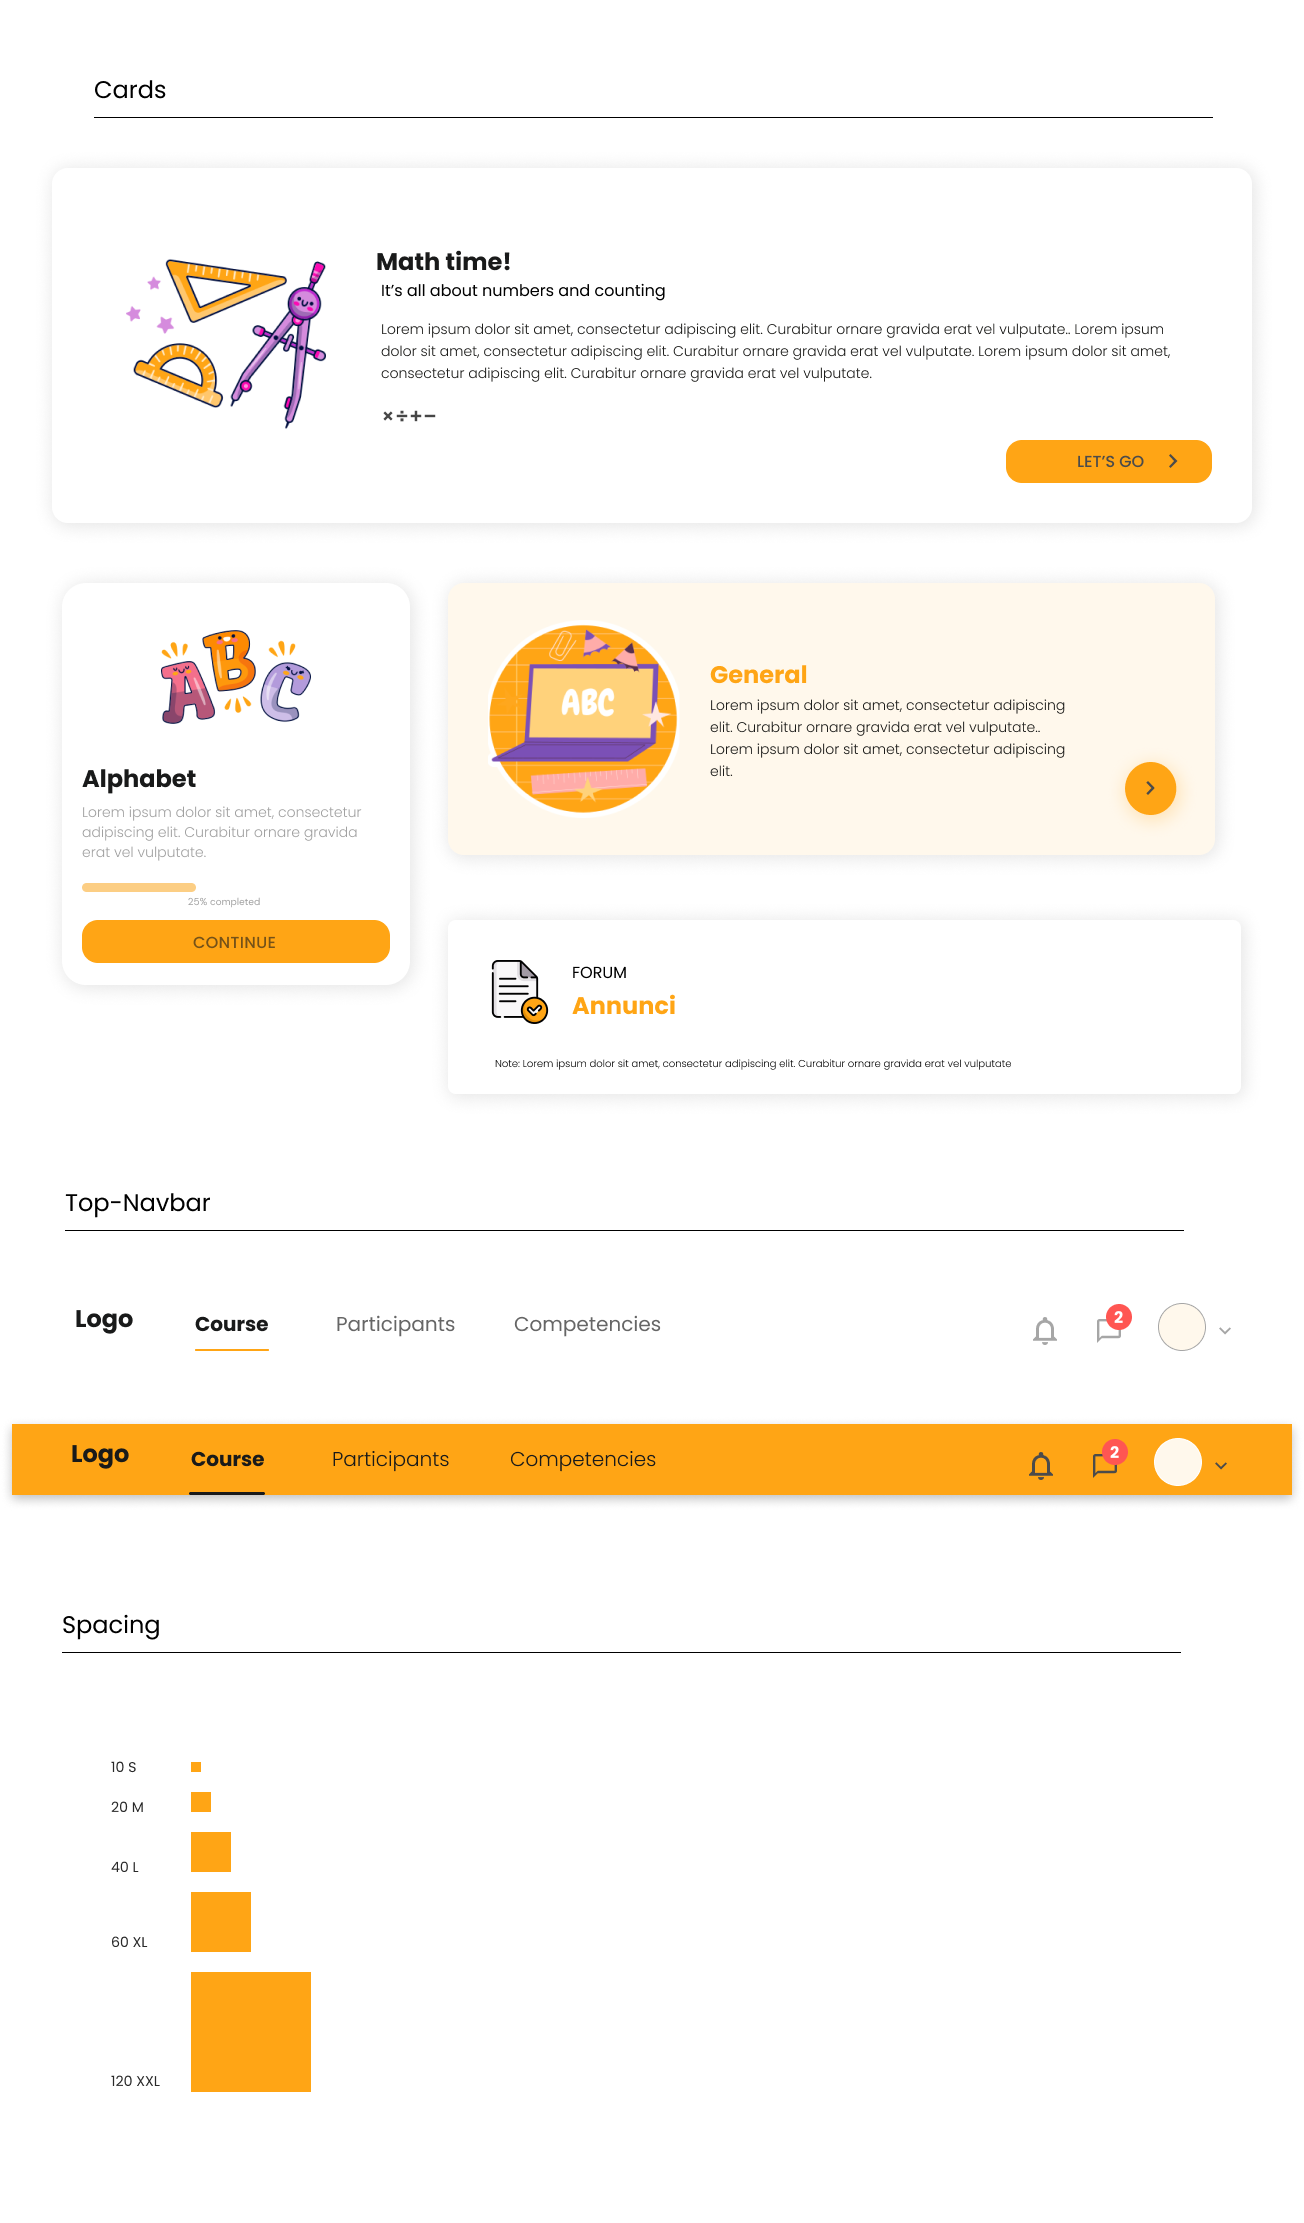 Cards
Math time!
It’s all about numbers and counting
Lorem ipsum dolor sit amet, consectetur adipiscing elit. Curabitur ornare gravida erat vel vulputate.. Lorem ipsum
dolor sit amet, consectetur adipiscing elit. Curabitur ornare gravida erat vel vulputate. Lorem ipsum dolor sit amet,
consectetur adipiscing elit. Curabitur ornare gravida erat vel vulputate.
×÷+−
LET’S GO
ABC
Alphabet
Lorem ipsum dolor sit amet, consectetur
adipiscing elit. Curabitur ornare gravida
erat vel vulputate.
25% completed
CONTINUE
ABC
General
Lorem ipsum dolor sit amet, consectetur adipiscing
elit. Curabitur ornare gravida erat vel vulputate..
Lorem ipsum dolor sit amet, consectetur adipiscing
elit.
FORUM
Annunci
Note: Lorem ipsum dolor sit amet, consectetur adipiscing elit. Curabitur ornare gravida erat vel vulputate
Top-Navbar
Logo Course Participants Competencies 2
Logo Course Participants Competencies 2
Spacing
10 S
20 M
40 L
60 XL
120 XXL